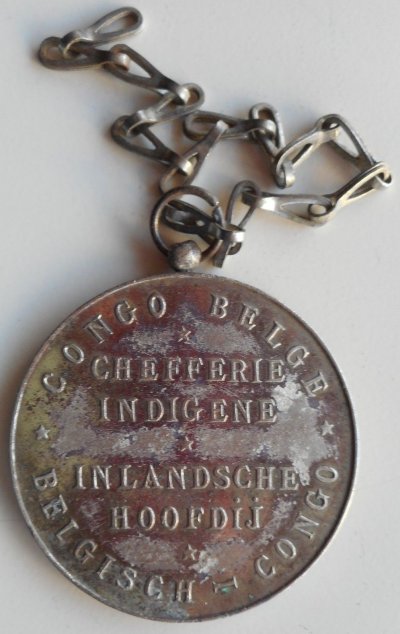 CONGO BELGE
CHEFFERIE
INDIGENE
INLANDSCHE
HOOFDIJ
BELGISCH - CONGO